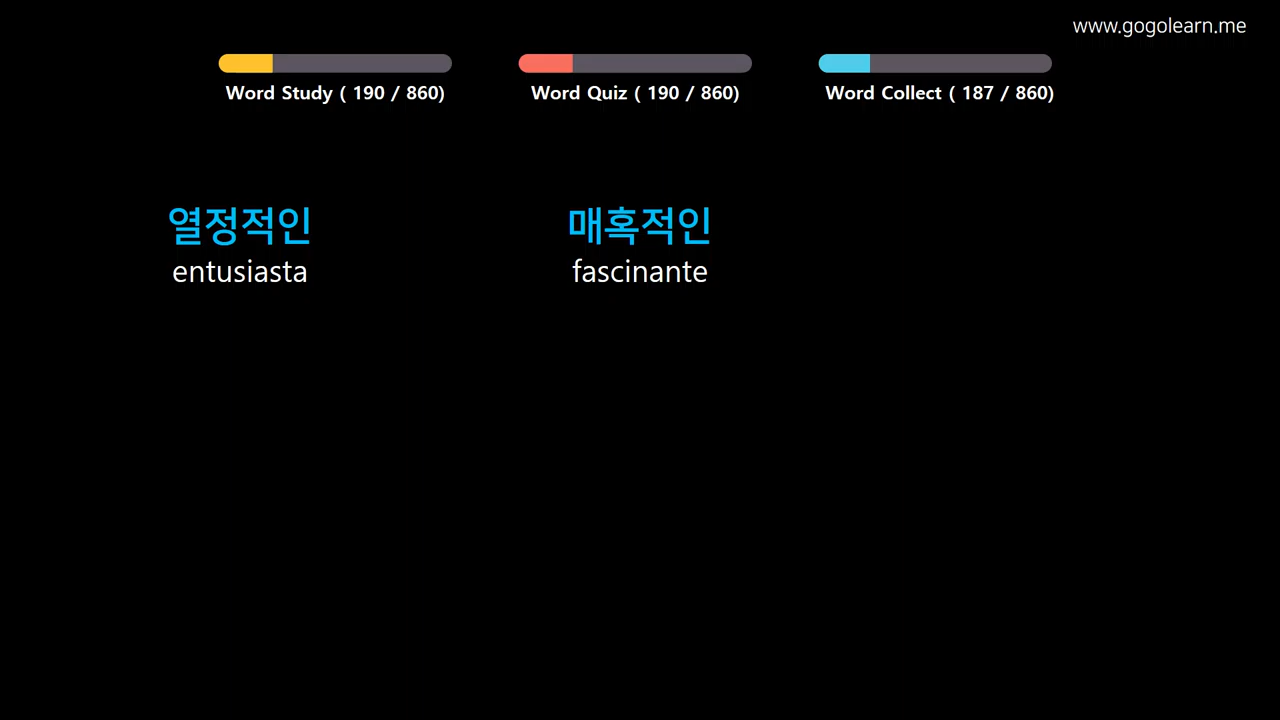 www.gogolearn.me
Word Study ( 190 / 860)
Word Quiz ( 190 / 860)
Word Collect ( 187 / 860)
열정적인
entusiasta
매혹적인
fascinante